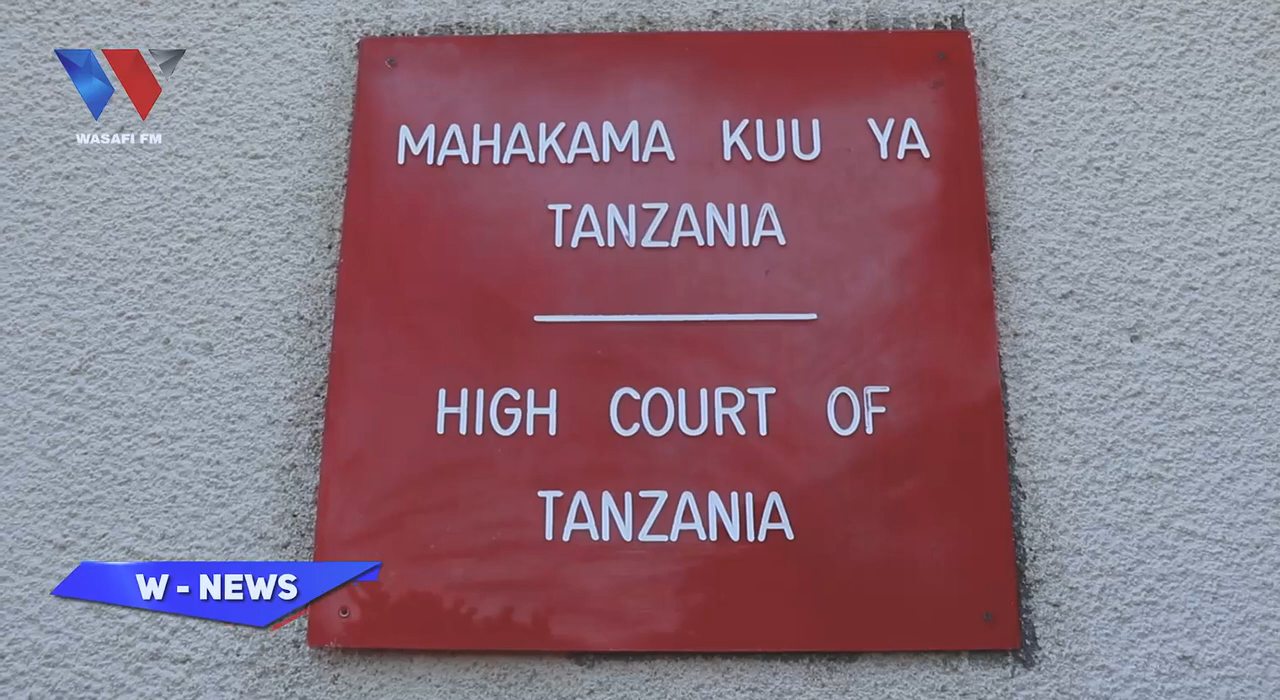 WASAFI FM
MAHAKAMA KUU YA
TANZANIA
HIGH COURT OF
TANZANIA
W - NEWS